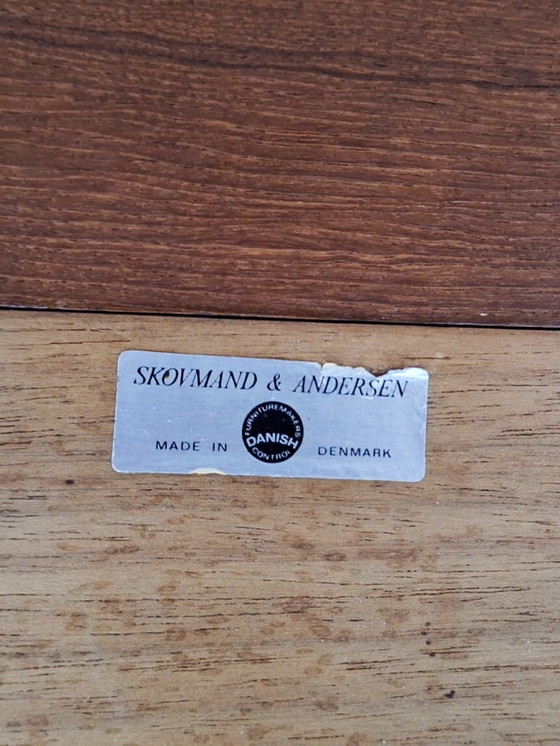 SKOVMAND & ANDERSEN
FURNITUREMAKERS
DANISH
CONTROL
MADE IN
DENMARK